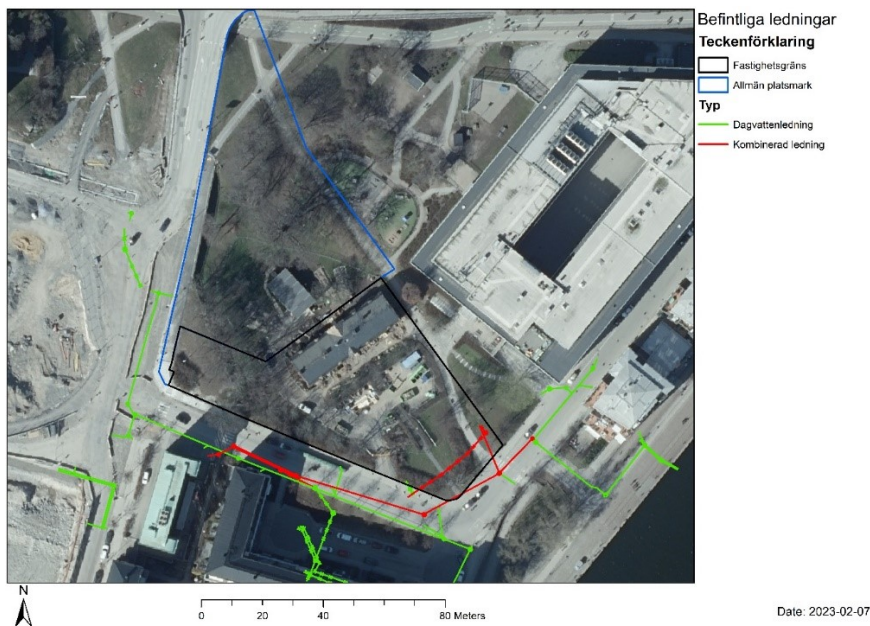 Befintliga ledningar
Teckenförklaring
Fastighetsgräns
Allmän platsmark
Typ
Dagvattenledning
Kombinerad ledning
N
0 20 40 80 Meters
Date: 2023-02-07